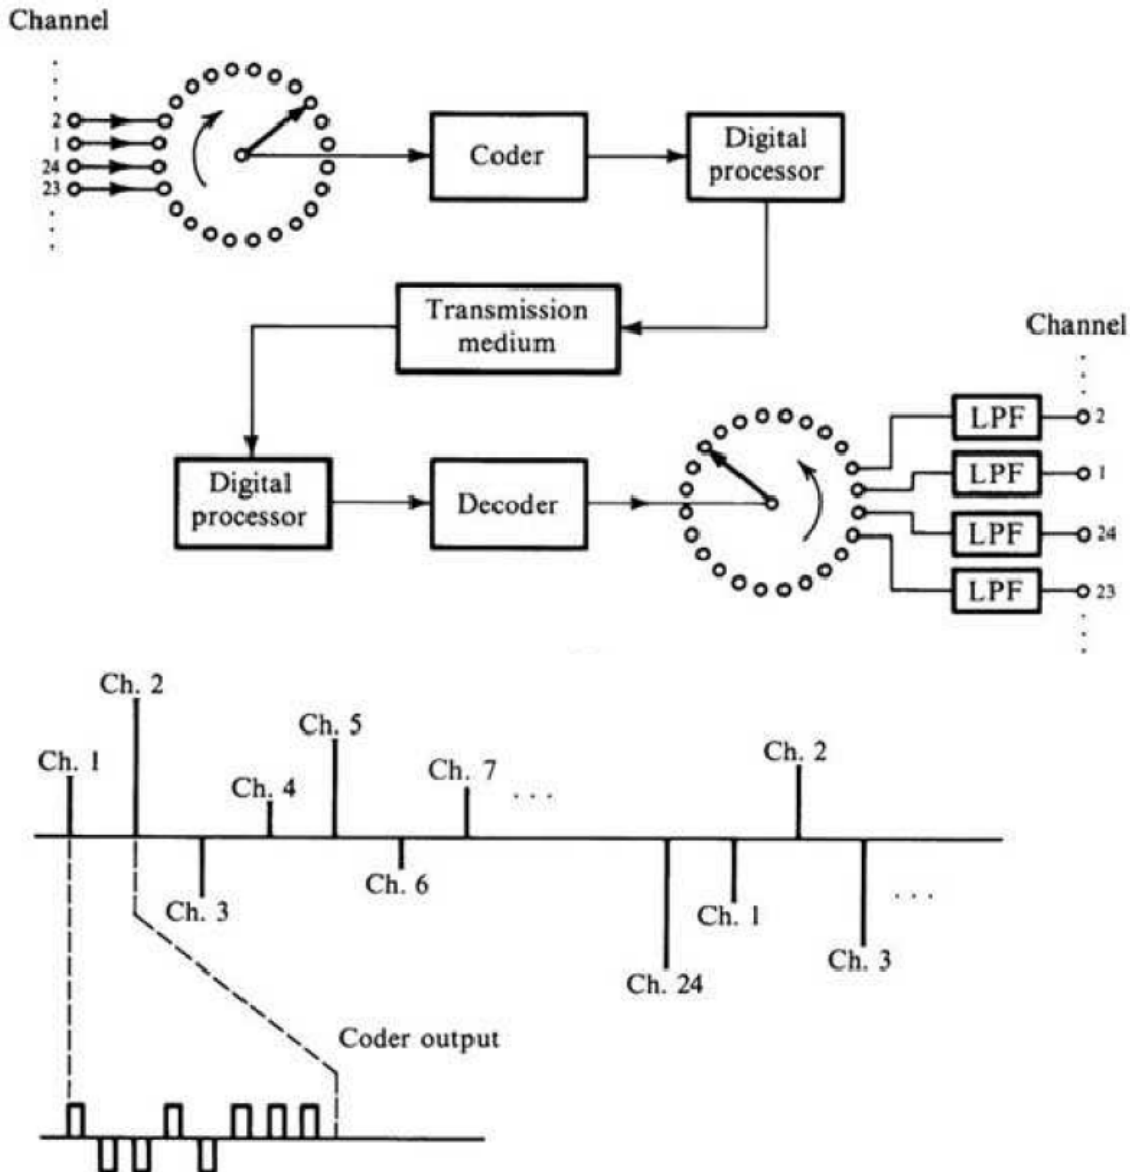 Channel
2
1
24
23
Coder
Digital
processor
Transmission
medium
Digital
processor
Decoder
Channel
LPF
2
LPF
1
LPF
24
LPF
23
Ch. 1
Ch. 2
Ch. 3
Ch. 4
Ch. 5
Ch. 6
Ch. 7
. . .
Ch. 24
Ch. 1
Ch. 2
Ch. 3
. . .
Coder output